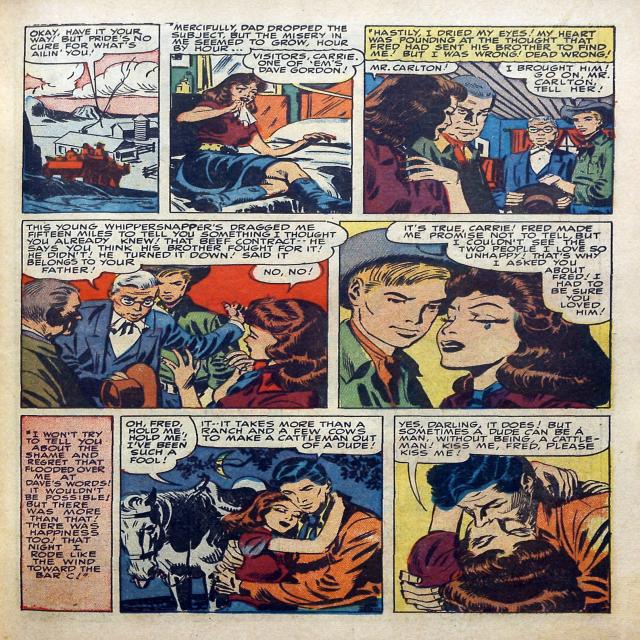 OKAY, HAVE IT YOUR
WAY! BUT PRIDE'S NO
CURE FOR WHAT'S
AILIN' YOU!
"MERCIFULLY, DAD DROPPED THE
SUBJECT, BUT THE MISERY IN
ME SEEMED TO GROW, HOUR
BY HOUR...
VISITORS, CARRIE.
ONE OF 'EM'S
DAVE GORDON!
"HASTILY, I DRIED MY EYES! MY HEART
WAS POUNDING AT THE THOUGHT THAT
FRED HAD SENT HIS BROTHER TO FIND
ME! BUT I WAS WRONG! DEAD WRONG!
MR. CARLTON!
I BROUGHT HIM!
GO ON, MR.
CARLTON,
TELL HER!
THIS YOUNG WHIPPERSNAPPER'S DRAGGED ME
FIFTEEN MILES TO TELL YOU SOMETHING I THOUGHT
YOU ALREADY KNEW! THAT BEEF CONTRACT-- HE
SAYS YOU THINK HIS BROTHER FOUGHT FOR IT!
HE DIDN'T! HE TURNED IT DOWN! SAID IT
BELONGS TO YOUR
FATHER!
NO, NO!
IT'S TRUE, CARRIE! FRED MADE
ME PROMISE NOT TO TELL, BUT
I COULDN'T SEE THE
TWO PEOPLE I LOVE SO
UNHAPPY! THAT'S WHY
I ASKED YOU
ABOUT
FRED! I
HAD TO
BE SURE
YOU
LOVED
HIM!
"I WON'T TRY
TO TELL YOU
ABOUT THE
SHAME AND
REGRET THAT
FLOODED OVER
ME AT
DAVE'S WORDS!
IT WOULDN'T
BE POSSIBLE!
BUT THERE
WAS MORE
THAN THAT!
THERE WAS
HAPPINESS
TOO! THAT
NIGHT I
RODE LIKE
THE WIND
TOWARD THE
BAR 'C!'"
OH, FRED,
HOLD ME,
HOLD ME!
I'VE BEEN
SUCH A
FOOL!
IT--IT TAKES MORE THAN A
RANCH AND A FEW COWS
TO MAKE A CATTLEMAN OUT
OF A DUDE!
YES, DARLING, IT DOES! BUT
SOMETIMES A DUDE CAN BE A
MAN, WITHOUT BEING A CATTLE-
MAN! KISS ME, FRED, PLEASE
KISS ME!